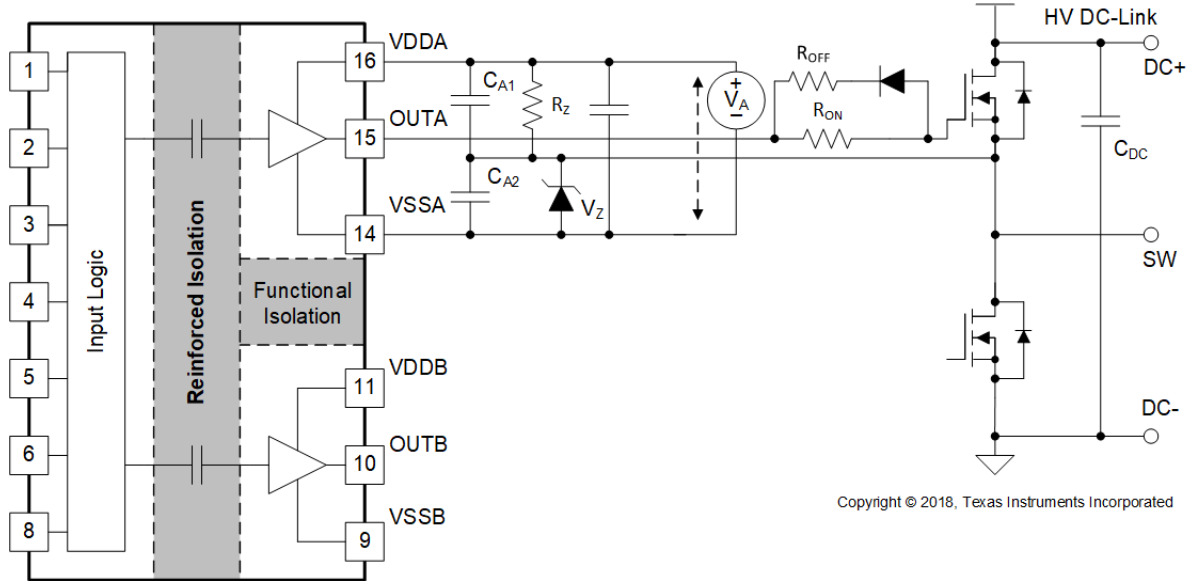 1
2
3
4
5
6
8
Input Logic
Reinforced Isolation
Functional
Isolation
VDDA
16
OUTA
15
VSSA
14
VDDB
11
OUTB
10
VSSB
9
CA1
RZ
CA2
VZ
+
VA
−
ROFF
RON
HV DC-Link
DC+
CDC
SW
DC-
Copyright © 2018, Texas Instruments Incorporated